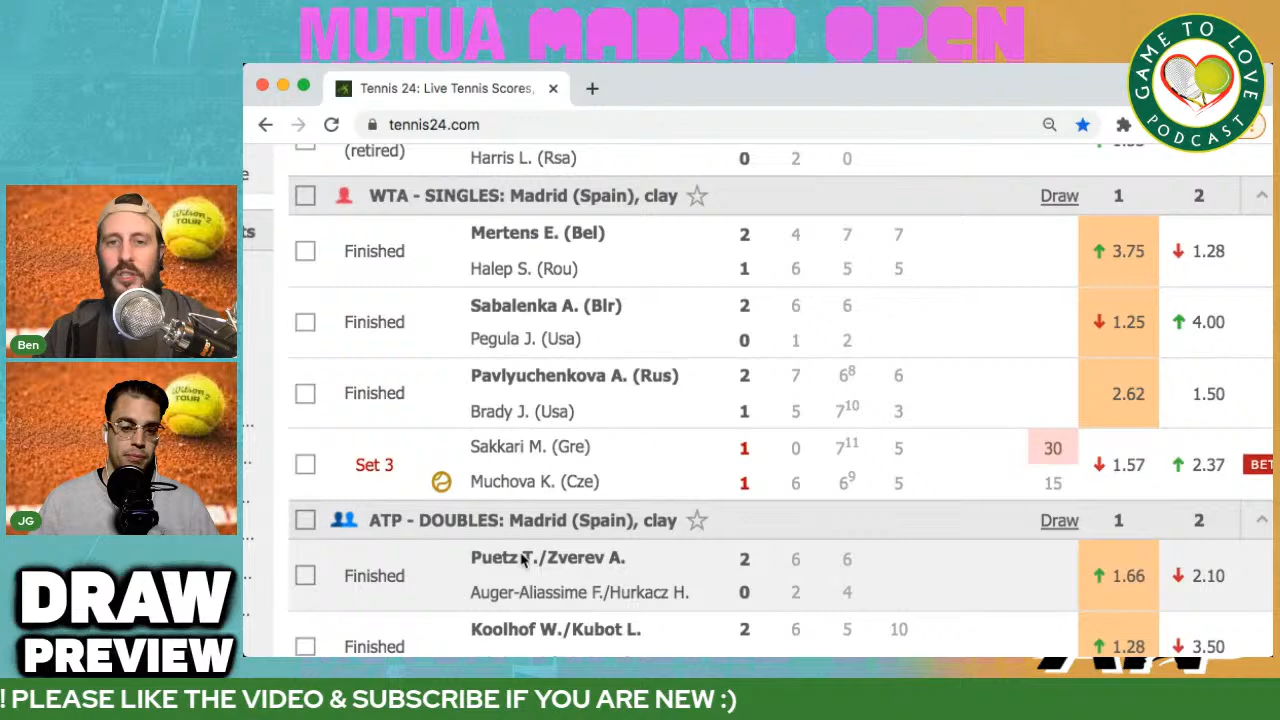 MUTUA MADRID OPEN
GAME TO LOVE
PODCAST
Tennis 24: Live Tennis Scores,
tennis24.com
(retired) Harris L. (Rsa) 0 2 0
WTA - SINGLES: Madrid (Spain), clay Draw 1 2
Mertens E. (Bel) 2 4 7 7
Finished 3.75 1.28
Halep S. (Rou) 1 6 5 5
Sabalenka A. (Blr) 2 6 6
Finished 1.25 4.00
Pegula J. (Usa) 0 1 2
Pavlyuchenkova A. (Rus) 2 7 6⁸ 6
Finished 2.62 1.50
Brady J. (Usa) 1 5 7¹⁰ 3
Sakkari M. (Gre) 1 0 7¹¹ 5 30
Set 3 1.57 2.37 BET
Muchova K. (Cze) 1 6 6⁹ 5 15
ATP - DOUBLES: Madrid (Spain), clay Draw 1 2
Puetz T./Zverev A. 2 6 6
Finished 1.66 2.10
Auger-Aliassime F./Hurkacz H. 0 2 4
Koolhof W./Kubot L. 2 6 5 10
Finished 1.28 3.50
Wilson
TOUR
Ben
Wilson
TOUR
JG
DRAW
PREVIEW
! PLEASE LIKE THE VIDEO & SUBSCRIBE IF YOU ARE NEW :)